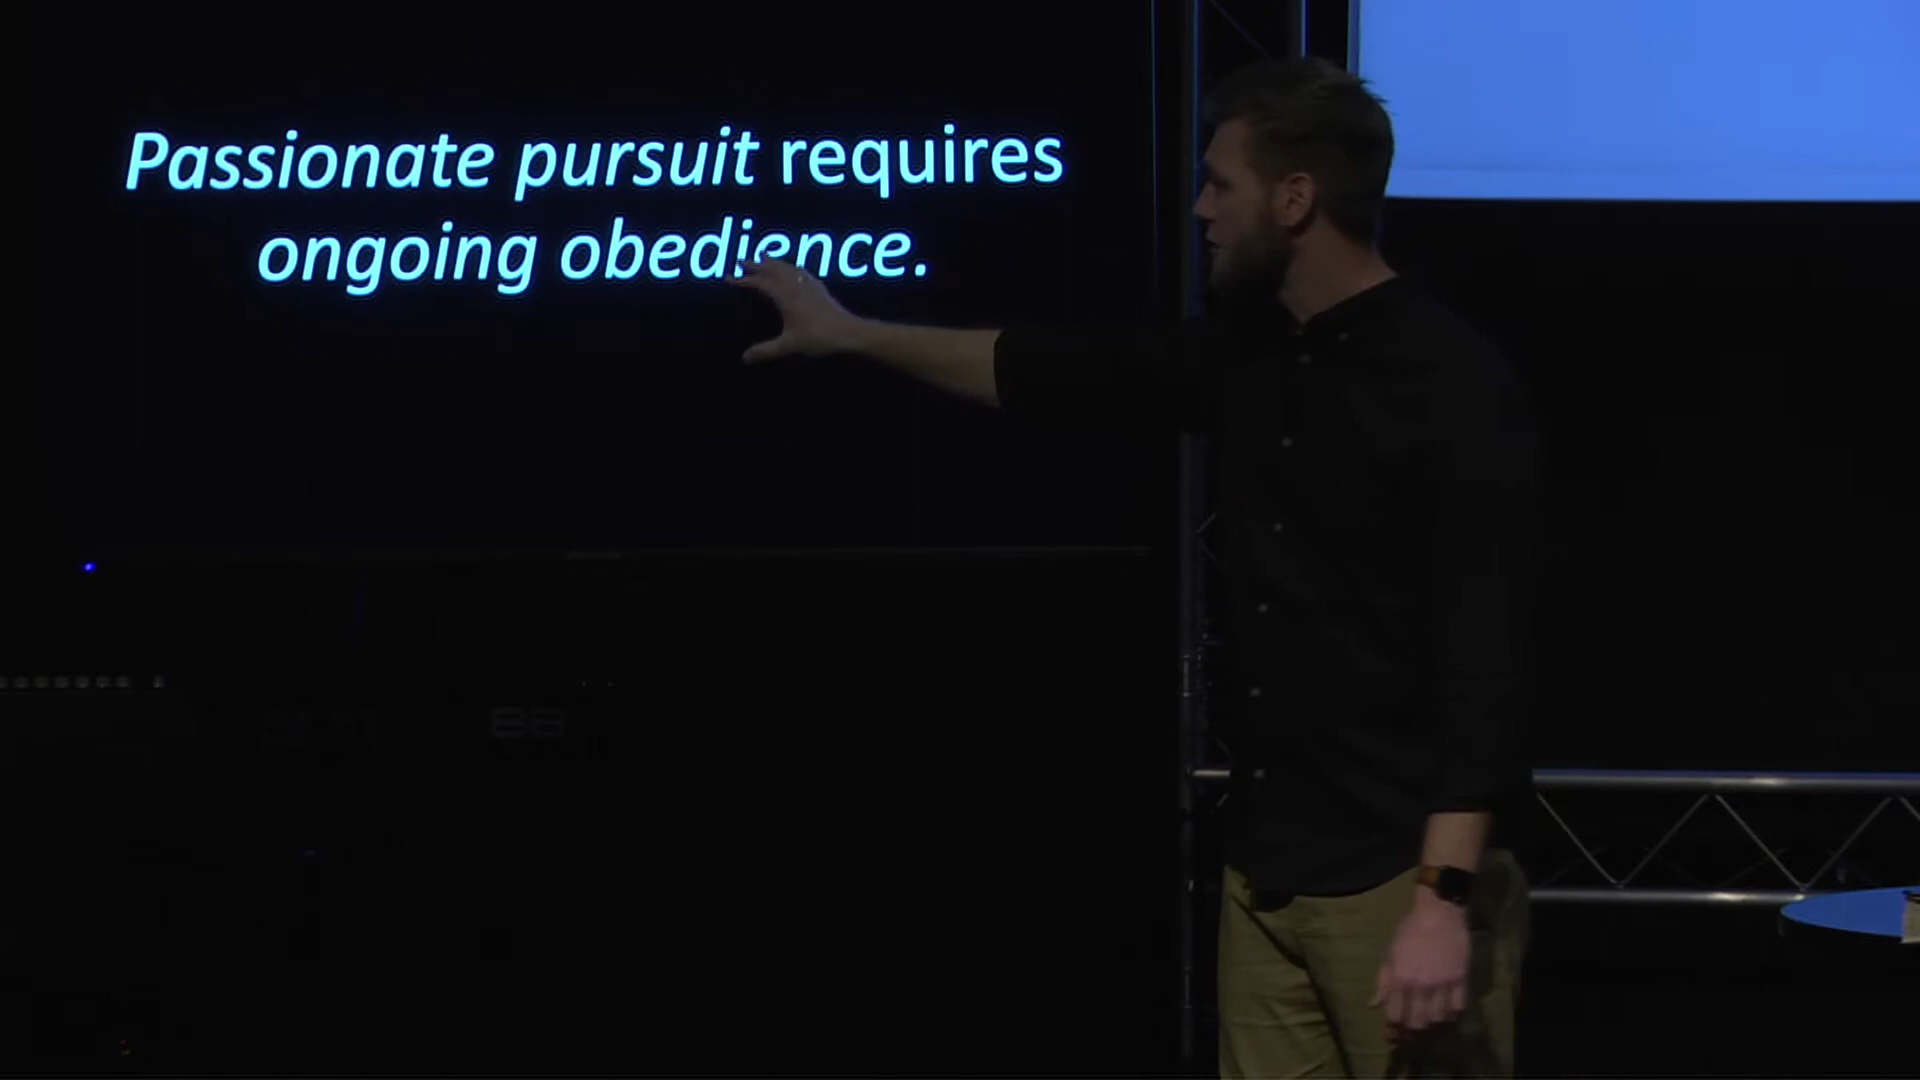 Passionate pursuit requires
ongoing obedience.